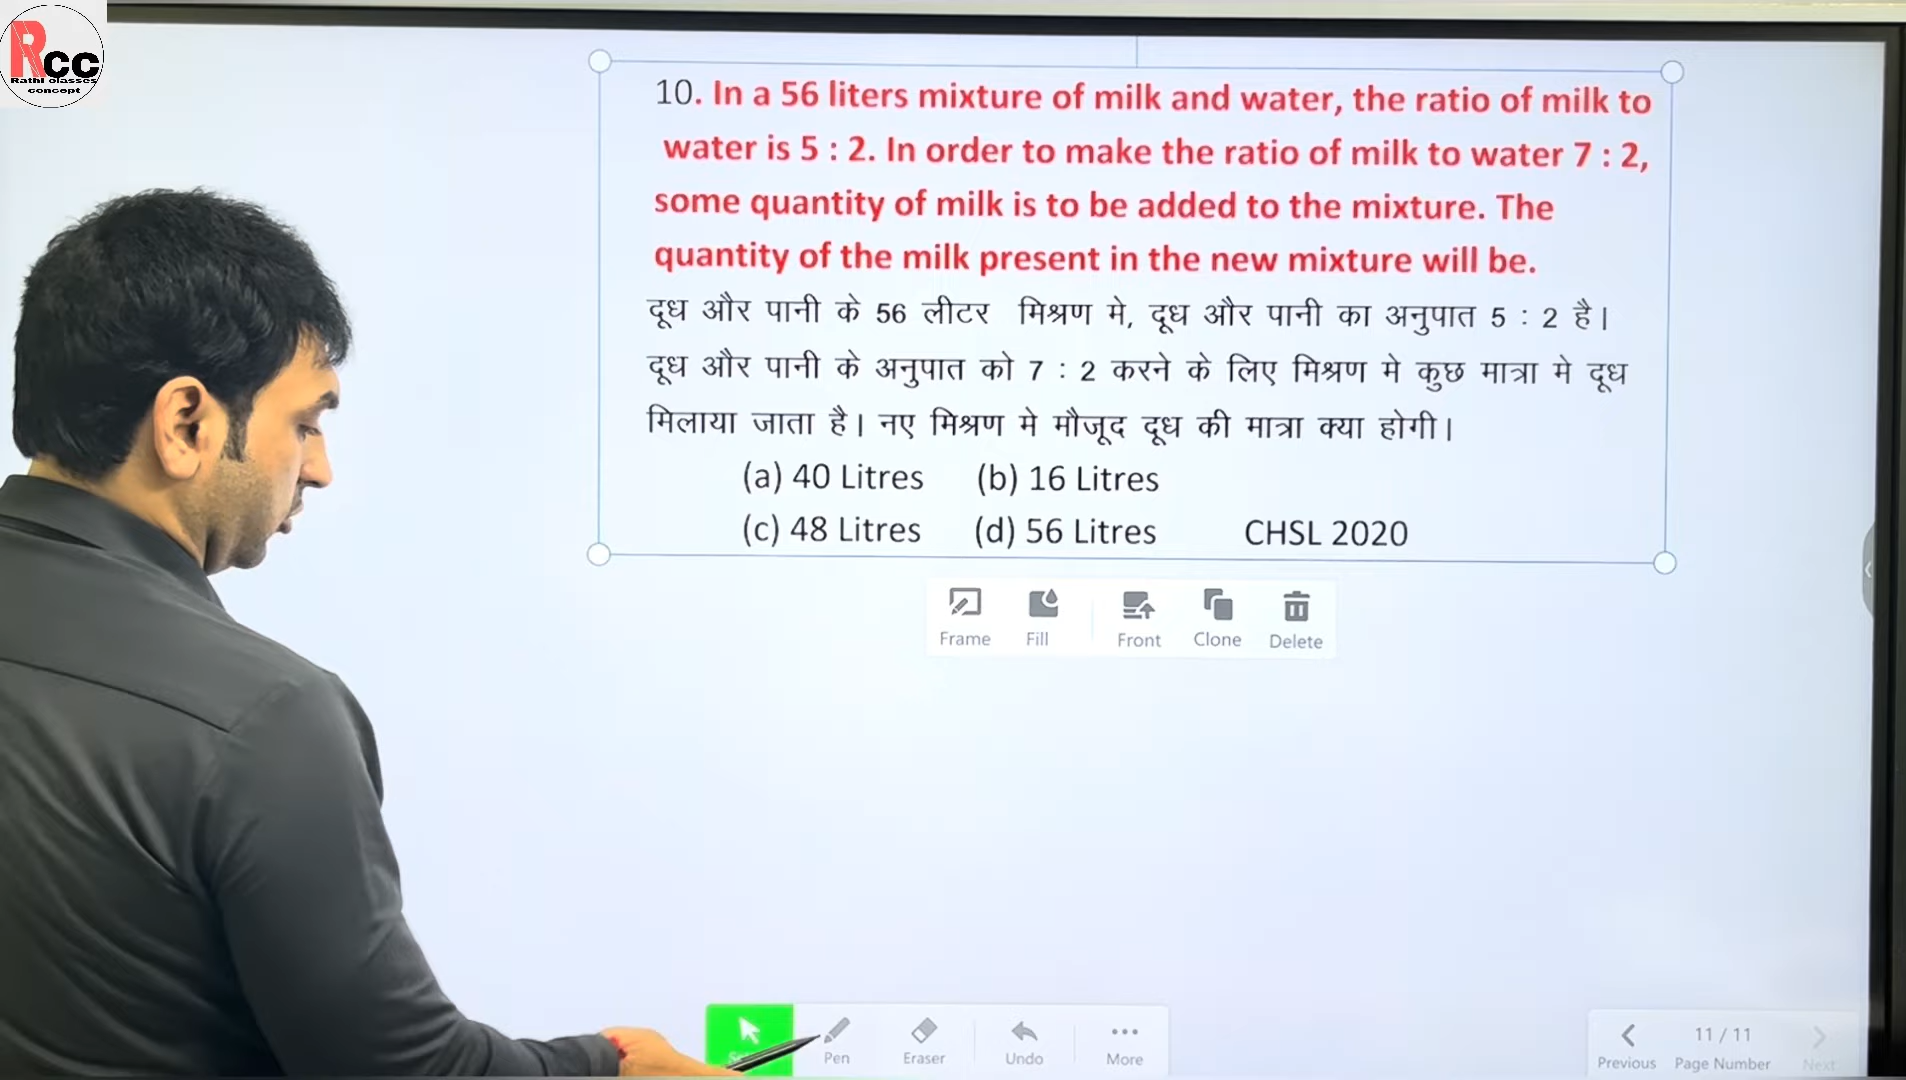 Rcc
Rathi classes
concept
10. In a 56 liters mixture of milk and water, the ratio of milk to
water is 5 : 2. In order to make the ratio of milk to water 7 : 2,
some quantity of milk is to be added to the mixture. The
quantity of the milk present in the new mixture will be.
दूध और पानी के 56 लीटर मिश्रण मे, दूध और पानी का अनुपात 5 : 2 है।
दूध और पानी के अनुपात को 7 : 2 करने के लिए मिश्रण मे कुछ मात्रा मे दूध
मिलाया जाता है। नए मिश्रण मे मौजूद दूध की मात्रा क्या होगी।
(a) 40 Litres (b) 16 Litres
(c) 48 Litres (d) 56 Litres CHSL 2020
Frame Fill Front Clone Delete
Pen Eraser Undo More
11 / 11
Previous Page Number Next